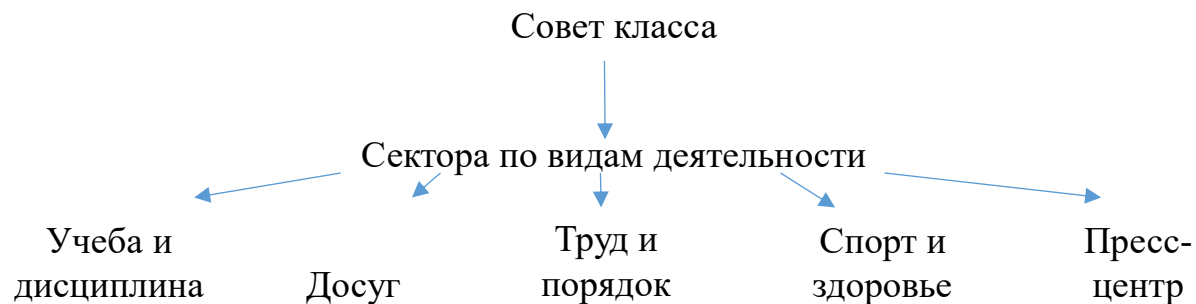 Совет класса
Сектора по видам деятельности
Учеба и
дисциплина
Досуг
Труд и
порядок
Спорт и
здоровье
Пресс-
центр